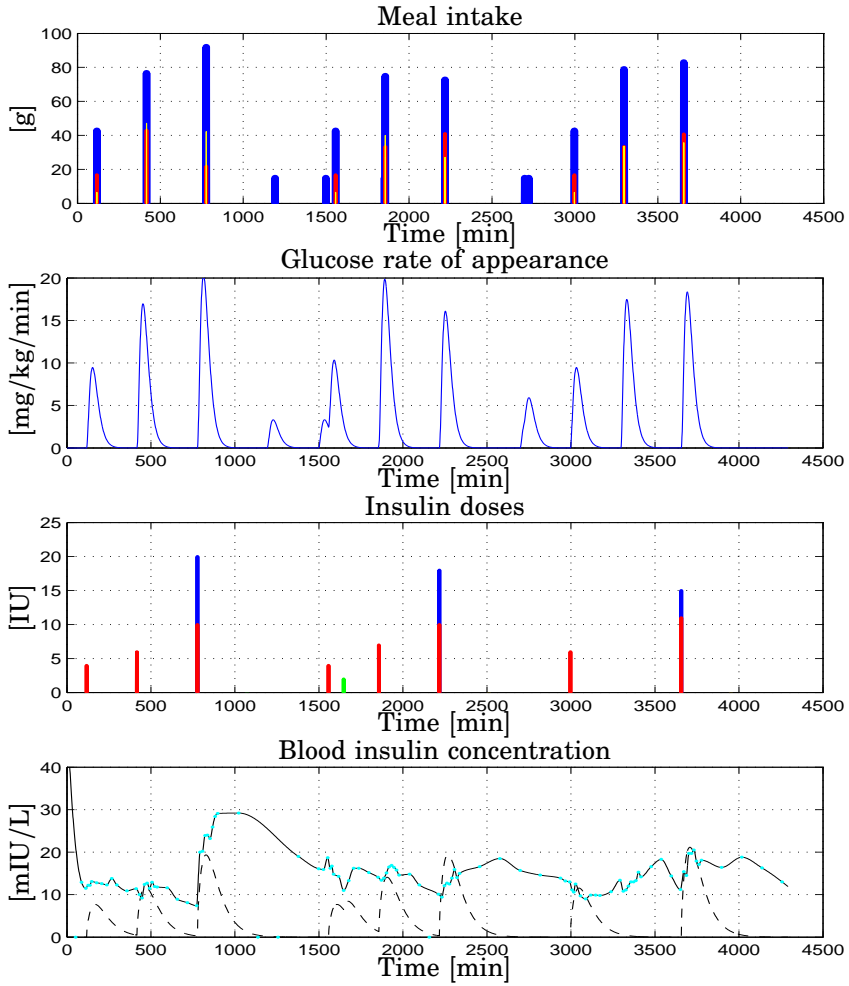 Meal intake
100
80
60
40
20
0
[g]
0 500 1000 1500 2000 2500 3000 3500 4000 4500
Time [min]
Glucose rate of appearance
20
15
10
5
0
[mg/kg/min]
0 500 1000 1500 2000 2500 3000 3500 4000 4500
Time [min]
Insulin doses
25
20
15
10
5
0
[IU]
0 500 1000 1500 2000 2500 3000 3500 4000 4500
Time [min]
Blood insulin concentration
40
30
20
10
0
[mIU/L]
0 500 1000 1500 2000 2500 3000 3500 4000 4500
Time [min]